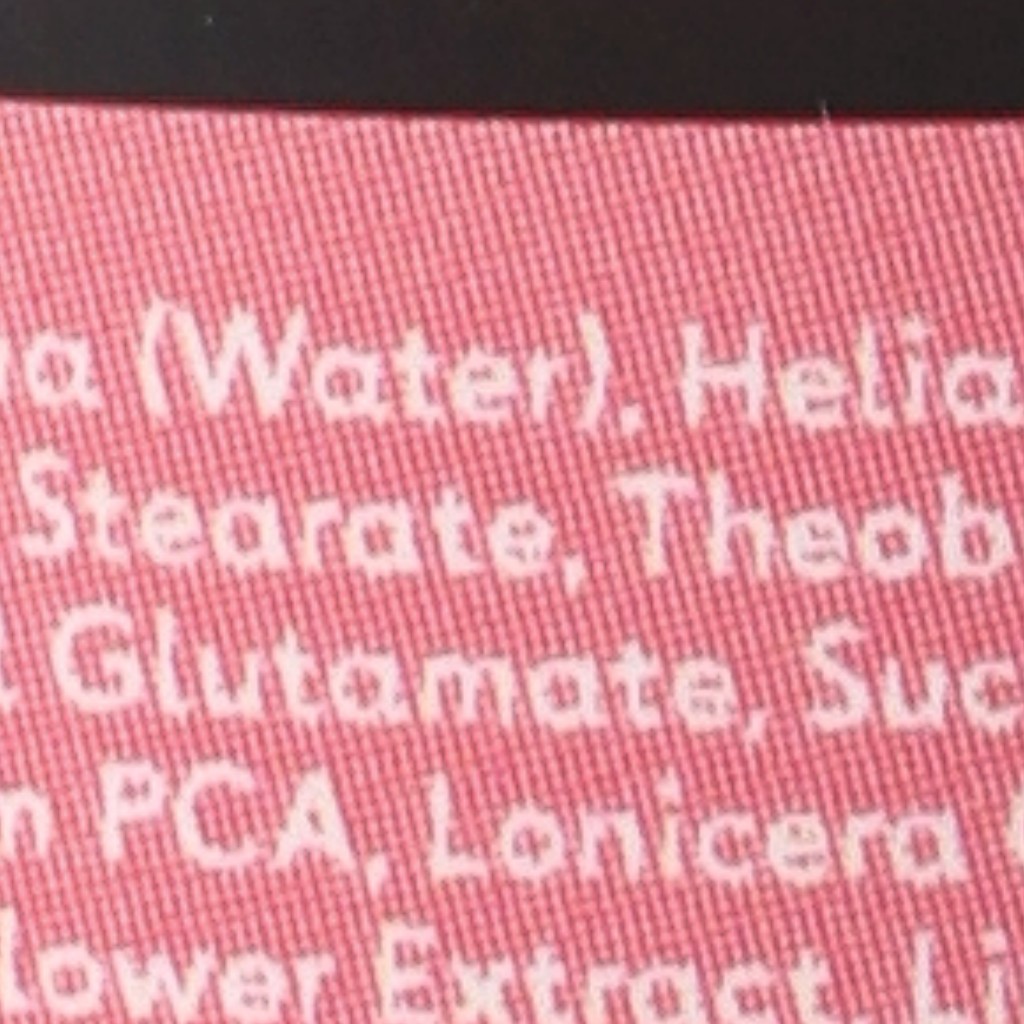 a (Water), Helia
Stearate, Theob
Glutamate, Suc
n PCA, Lonicera
lower Extract, Li